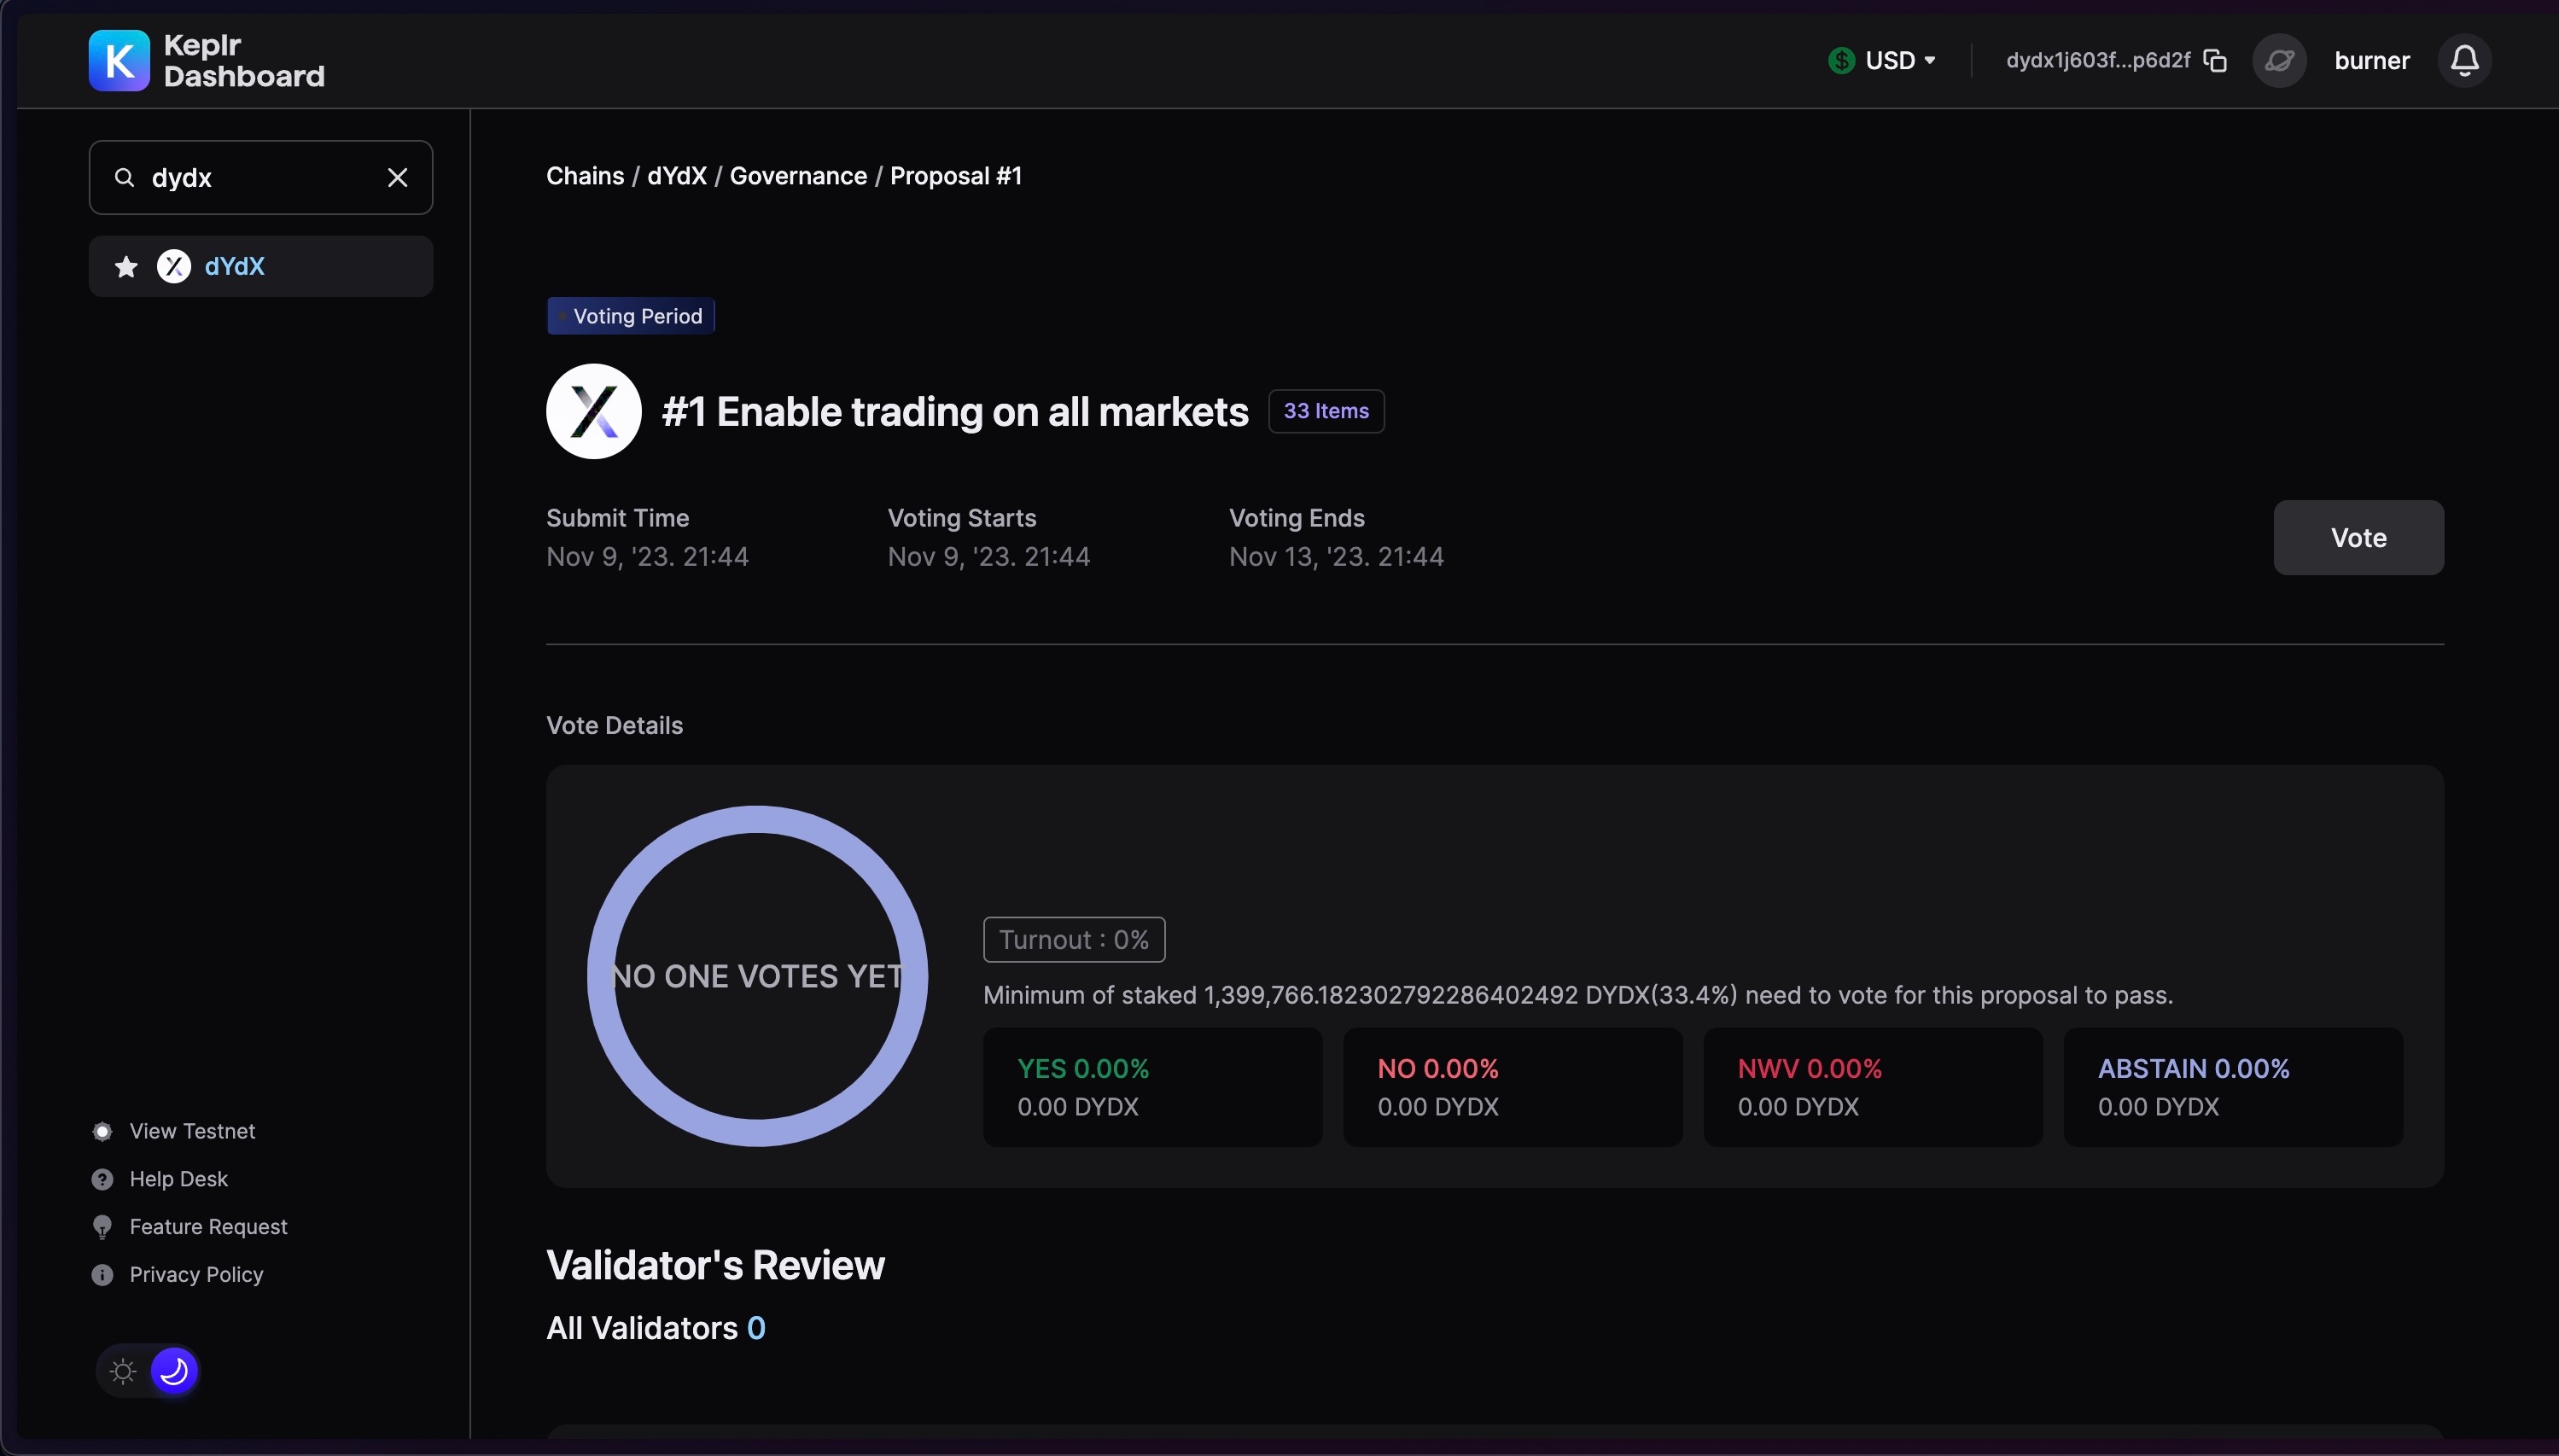 Keplr
Dashboard
USD
dydx1j603f...p6d2f
burner
dydx
dYdX
Chains / dYdX / Governance / Proposal #1
Voting Period
#1 Enable trading on all markets
33 Items
Submit Time
Nov 9, '23. 21:44
Voting Starts
Nov 9, '23. 21:44
Voting Ends
Nov 13, '23. 21:44
Vote
Vote Details
NO ONE VOTES YET
Turnout : 0%
Minimum of staked 1,399,766.182302792286402492 DYDX(33.4%) need to vote for this proposal to pass.
YES 0.00%
0.00 DYDX
NO 0.00%
0.00 DYDX
NWV 0.00%
0.00 DYDX
ABSTAIN 0.00%
0.00 DYDX
Validator's Review
All Validators 0
View Testnet
Help Desk
Feature Request
Privacy Policy